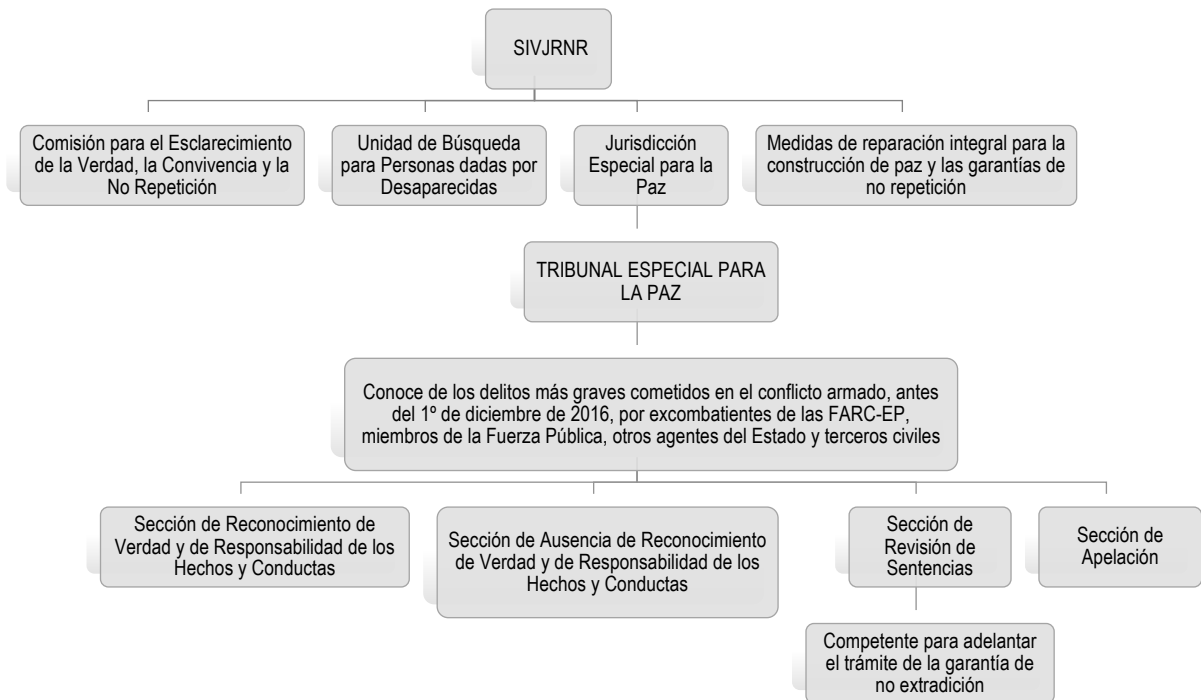 SIVJRNR
Comisión para el Esclarecimiento
de la Verdad, la Convivencia y la
No Repetición
Unidad de Búsqueda
para Personas dadas por
Desaparecidas
Jurisdicción
Especial para la
Paz
Medidas de reparación integral para la
construcción de paz y las garantías de
no repetición
TRIBUNAL ESPECIAL PARA
LA PAZ
Conoce de los delitos más graves cometidos en el conflicto armado, antes
del 1º de diciembre de 2016, por excombatientes de las FARC-EP,
miembros de la Fuerza Pública, otros agentes del Estado y terceros civiles
Sección de Reconocimiento de
Verdad y de Responsabilidad de los
Hechos y Conductas
Sección de Ausencia de Reconocimiento
de Verdad y de Responsabilidad de los
Hechos y Conductas
Sección de
Revisión de
Sentencias
Sección de
Apelación
Competente para adelantar
el trámite de la garantía de
no extradición